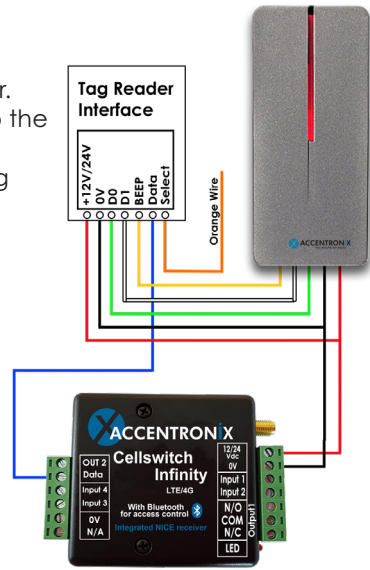 r.
o the
g
Tag Reader
Interface
+12V/24V
0V
D0
D1
BEEP
Data
Select
Orange Wire
ACCENTRONIX
ACCENTRONiX
Cellswitch
Infinity
LTE/4G
With Bluetooth
for access control
Integrated NICE receiver
OUT 2
Data
Input 4
Input 3
0V
N/A
12/24
Vdc
0V
Input 1
Input 2
N/O
COM
N/C
Output1
LED